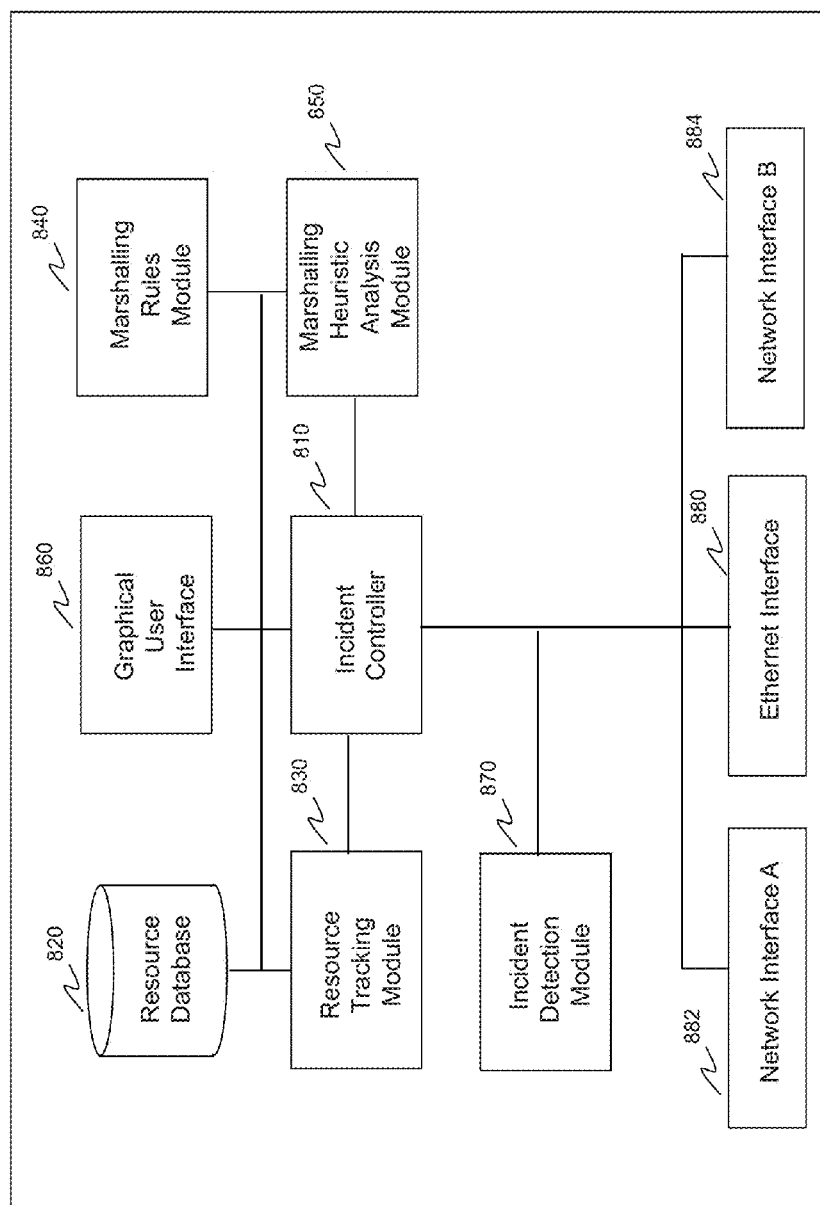 820
Resource
Database
860
Graphical
User
Interface
840
Marshalling
Rules
Module
830
Resource
Tracking
Module
810
Incident
Controller
850
Marshalling
Heuristic
Analysis
Module
870
Incident
Detection
Module
882
Network Interface A
880
Ethernet Interface
884
Network Interface B